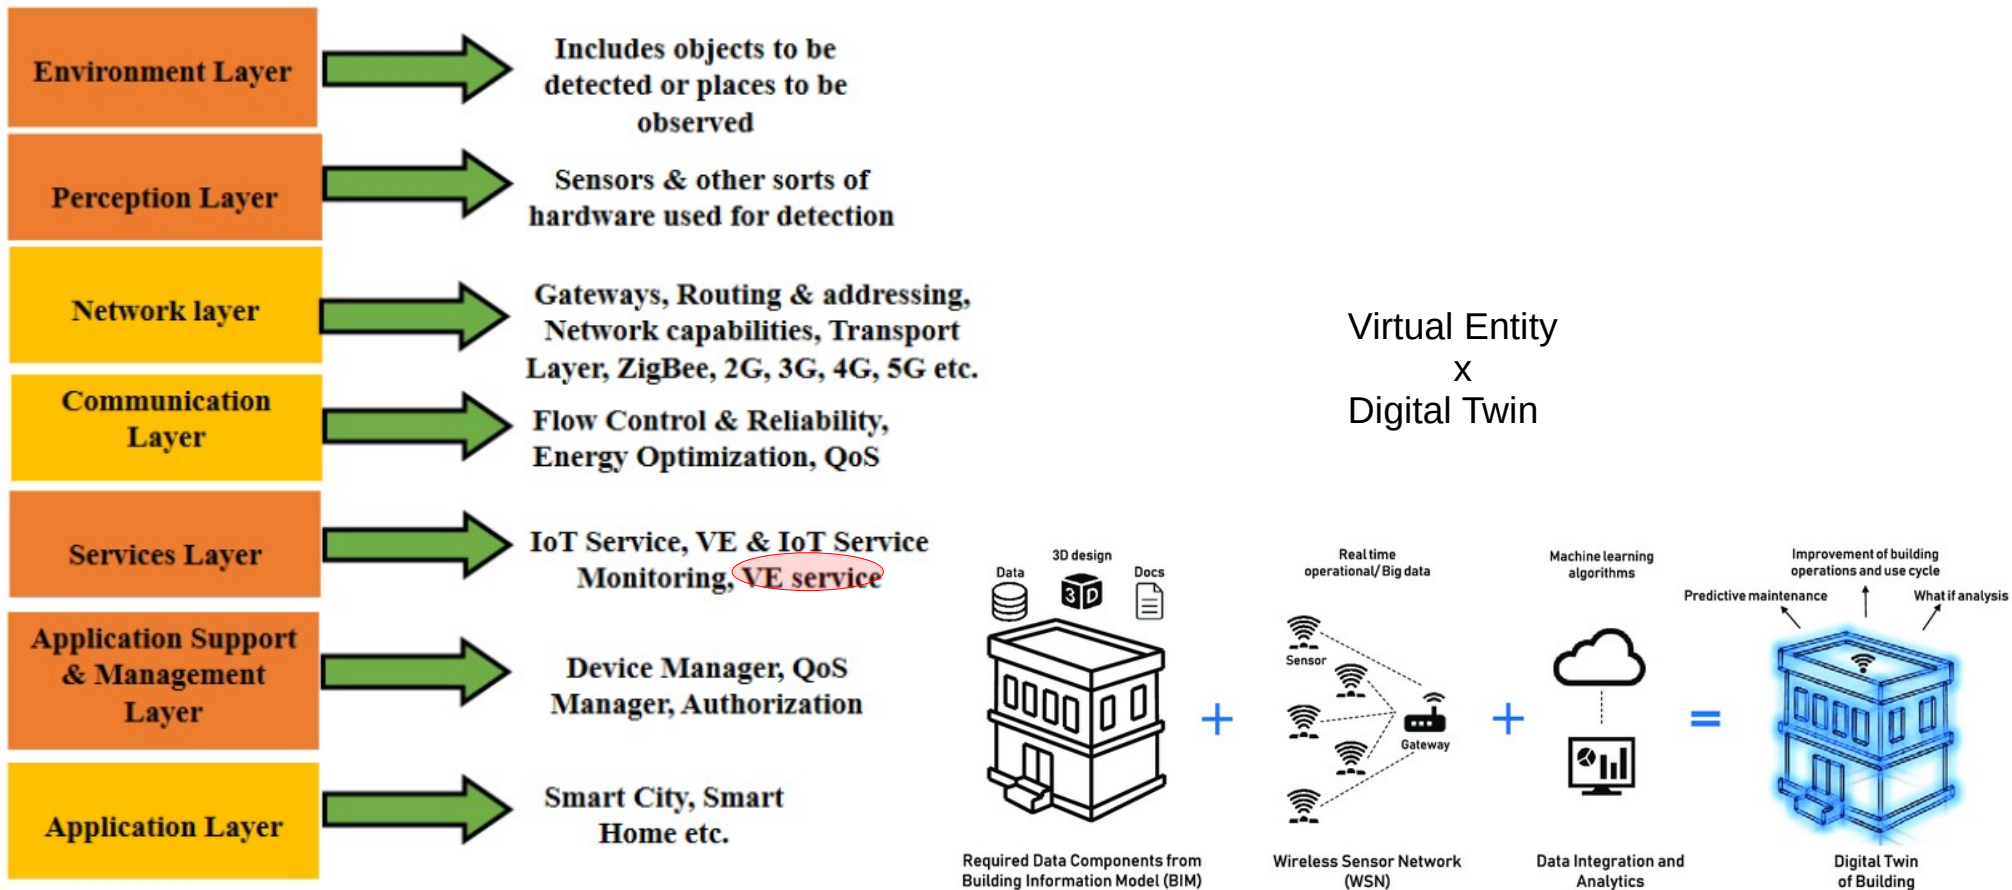 Environment Layer
Includes objects to be
detected or places to be
observed
Perception Layer
Sensors & other sorts of
hardware used for detection
Network layer
Gateways, Routing & addressing,
Network capabilities, Transport
Layer, ZigBee, 2G, 3G, 4G, 5G etc.
Communication
Layer
Flow Control & Reliability,
Energy Optimization, QoS
Services Layer
IoT Service, VE & IoT Service
Monitoring, VE service
Application Support
& Management
Layer
Device Manager, QoS
Manager, Authorization
Application Layer
Smart City, Smart
Home etc.
Virtual Entity
x
Digital Twin
Data
3D design
3D
Docs
Required Data Components from
Building Information Model (BIM)
+
Real time
operational/Big data
Sensor
Gateway
Wireless Sensor Network
(WSN)
+
Machine learning
algorithms
Data Integration and
Analytics
=
Improvement of building
operations and use cycle
Predictive maintenance
What if analysis
Digital Twin
of Building